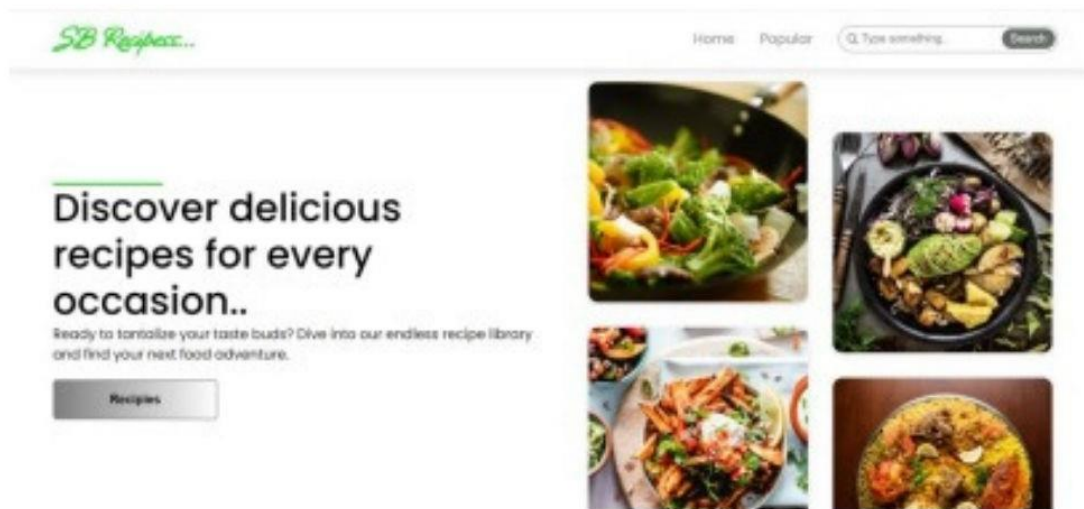 SB Recipess...
Home Popular Type something.. Search
Discover delicious
recipes for every
occasion..
Ready to tantalize your taste buds? Dive into our endless recipe library
and find your next food adventure.
Recipies